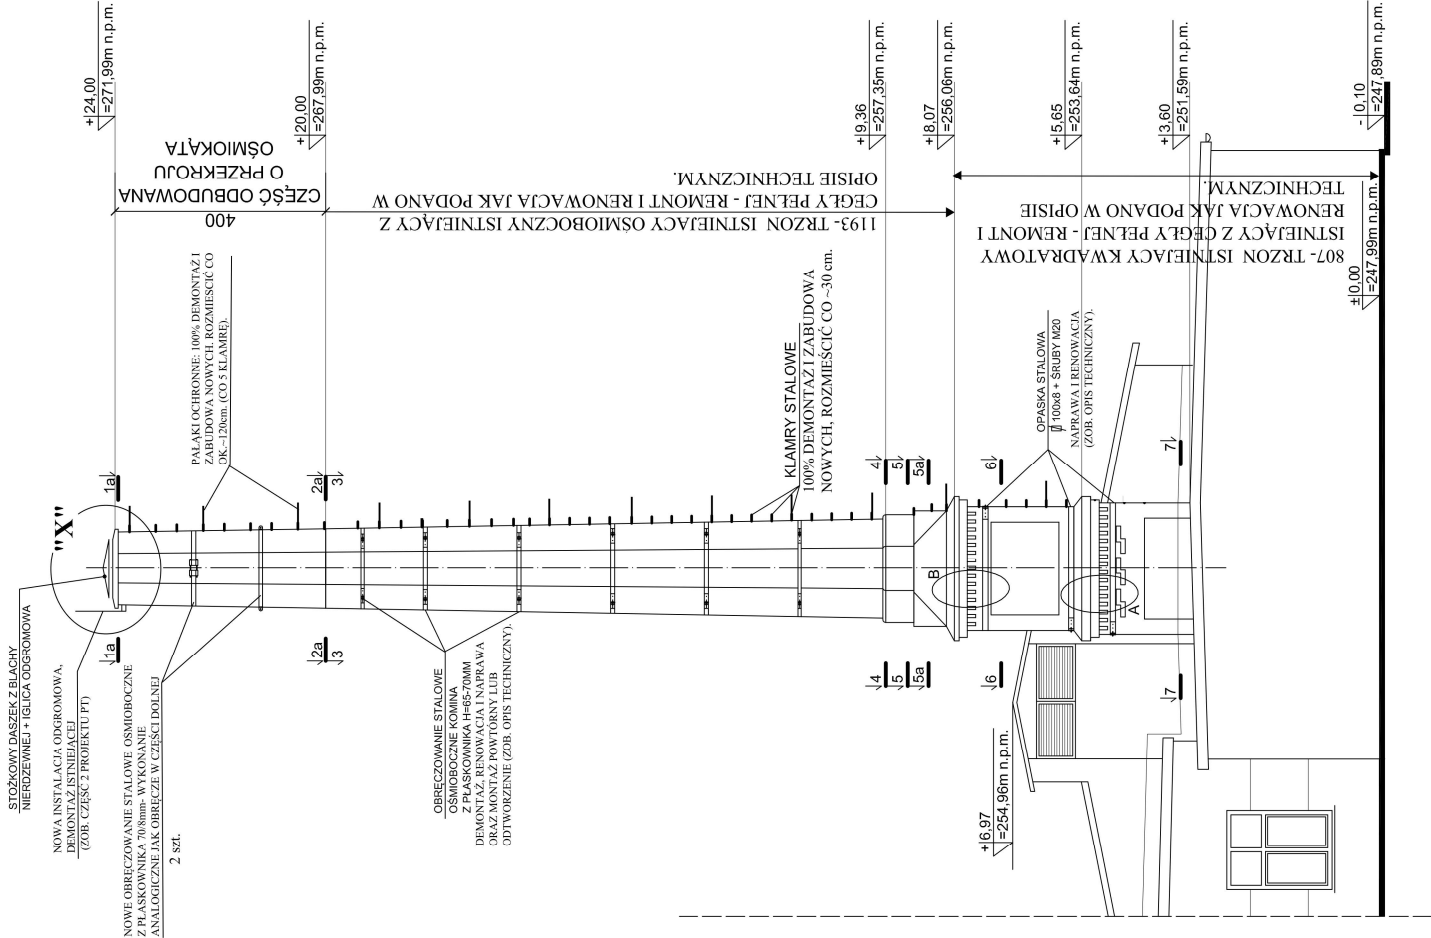 +24,00
=271,99m n.p.m.
+20,00
=267,99m n.p.m.
+9,36
=257,35m n.p.m.
+8,07
=256,06m n.p.m.
+5,65
=253,64m n.p.m.
+3,60
=251,59m n.p.m.
-0,10
=247,89m n.p.m.
±0,00
=247,99m n.p.m.
+6,97
=254,96m n.p.m.
400
CZĘŚĆ ODBUDOWANA
O PRZEKROJU
OŚMIOKĄTA
1193- TRZON ISTNIEJĄCY OŚMIOBOCZNY ISTNIEJĄCY Z
CEGŁY PEŁNEJ - REMONT I RENOWACJA JAK PODANO W
OPISIE TECHNICZNYM.
807- TRZON ISTNIEJĄCY KWADRATOWY
ISTNIEJĄCY Z CEGŁY PEŁNEJ - REMONT I
RENOWACJA JAK PODANO W OPISIE
TECHNICZNYM.
PAŁĄKI OCHRONNE: 100% DEMONTAŻ I
ZABUDOWA NOWYCH. ROZMIEŚCIĆ CO
OK.~120cm. (CO 5 KLAMRĘ).
KLAMRY STALOWE
100% DEMONTAŻ I ZABUDOWA
NOWYCH, ROZMIEŚCIĆ CO ~30 cm.
OPASKA STALOWA
100x8 + ŚRUBY M20
NAPRAWA I RENOWACJA
(ZOB. OPIS TECHNICZNY).
STOŻKOWY DASZEK Z BLACHY
NIERDZEWNEJ + IGLICA ODGROMOWA
NOWA INSTALACJA ODGROMOWA,
DEMONTAŻ ISTNIEJĄCEJ
(ZOB. CZĘŚĆ 2 PROJEKTU PT)
NOWE OBRĘCZOWANIE STALOWE OŚMIOBOCZNE
Z PŁASKOWNIKA 70/8mm- WYKONANIE
ANALOGICZNE JAK OBRĘCZE W CZĘŚCI DOLNEJ
2 szt.
OBRĘCZOWANIE STALOWE
OŚMIOBOCZNE KOMINA
Z PŁASKOWNIKA H=65-70MM
DEMONTAŻ, RENOWACJA I NAPRAWA
ORAZ MONTAŻ POWTÓRNY LUB
ODTWORZENIE (ZOB. OPIS TECHNICZNY).
"X"
1a
1a
2a
2a
3
3
4
4
5
5
5a
5a
6
6
7
7
B
A